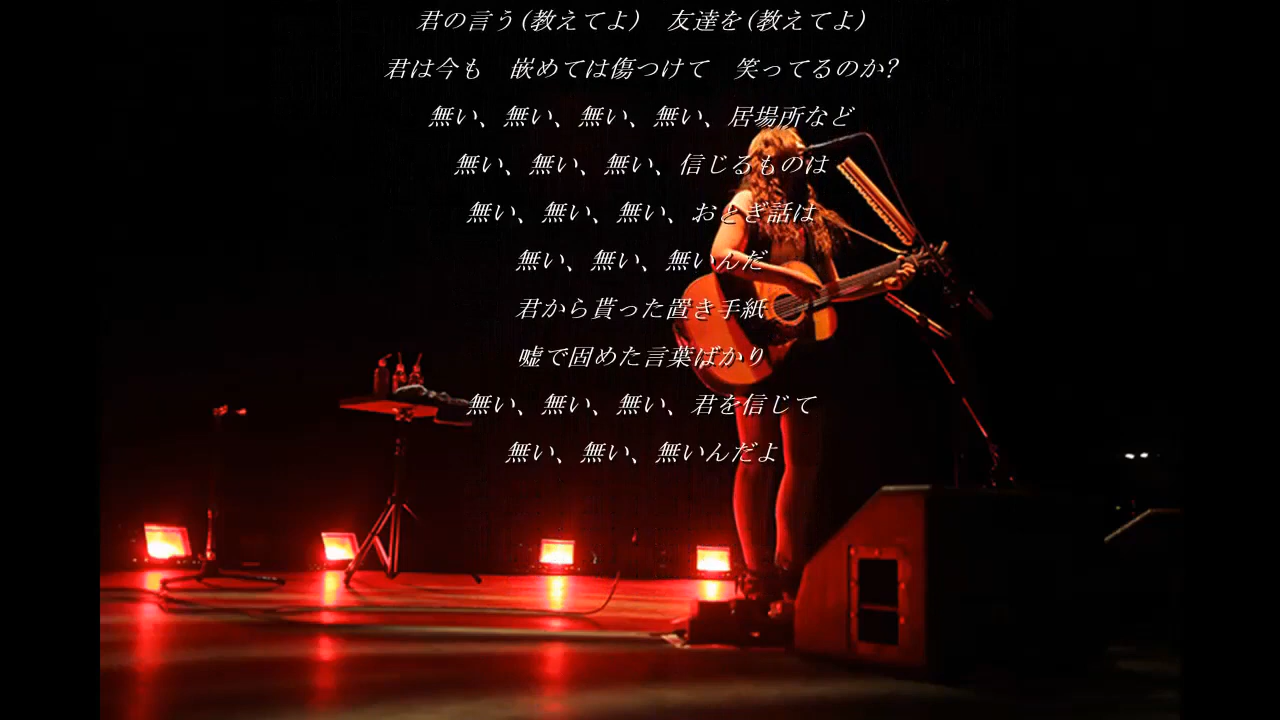 君の言う(教えてよ)　友達を(教えてよ)
君は今も　嵌めては傷つけて　笑ってるのか?
無い、無い、無い、無い、居場所など
無い、無い、無い、信じるものは
無い、無い、無い、おとぎ話は
無い、無い、無いんだ
君から貰った置き手紙
嘘で固めた言葉ばかり
無い、無い、無い、君を信じて
無い、無い、無いんだよ